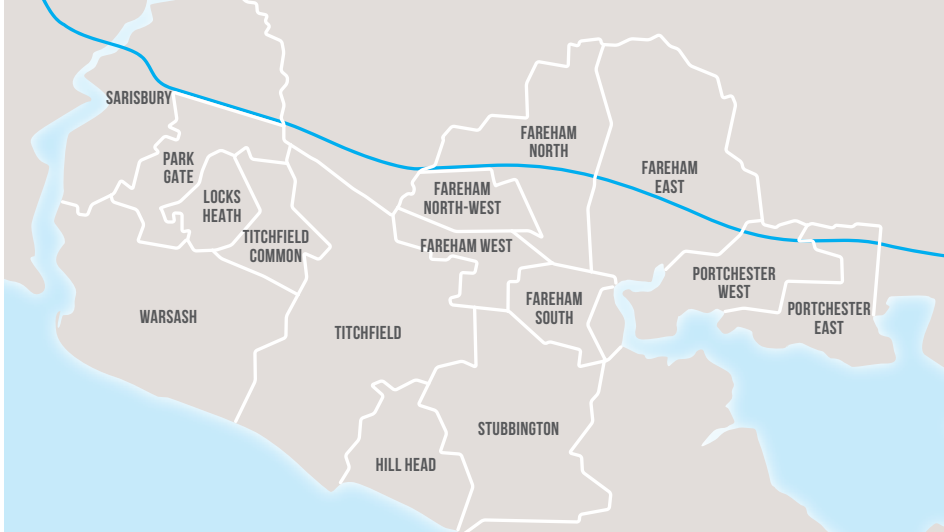 SARISBURY
FAREHAM
NORTH
PARK
GATE
FAREHAM
EAST
FAREHAM
NORTH-WEST
LOCKS
HEATH
TITCHFIELD
COMMON
FAREHAM WEST
PORTCHESTER
WEST
FAREHAM
SOUTH
PORTCHESTER
EAST
WARSASH
TITCHFIELD
STUBBINGTON
HILL HEAD